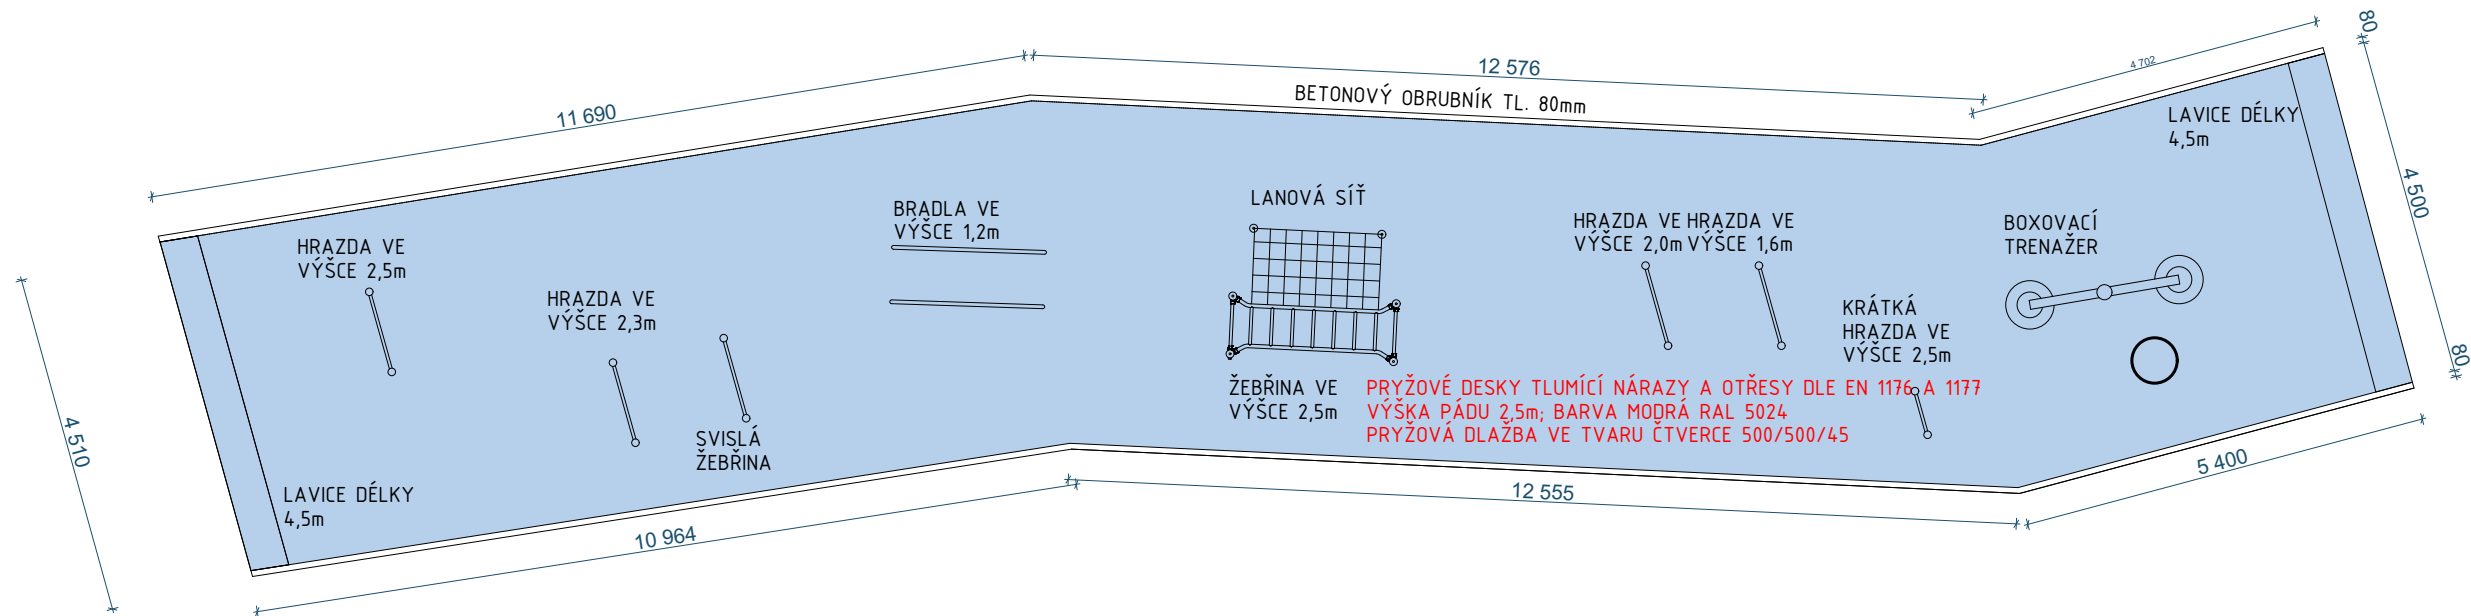 11 690
12 576
4 702
80
4 500
80
BETONOVÝ OBRUBNÍK TL. 80mm
LAVICE DÉLKY
4,5m
HRAZDA VE
VÝŠCE 2,5m
HRAZDA VE
VÝŠCE 2,3m
SVISLÁ
ŽEBŘINA
BRADLA VE
VÝŠCE 1,2m
LANOVÁ SÍŤ
HRAZDA VE
VÝŠCE 2,0m
HRAZDA VE
VÝŠCE 1,6m
BOXOVACÍ
TRENAŽER
KRÁTKÁ
HRAZDA VE
VÝŠCE 2,5m
ŽEBŘINA VE
VÝŠCE 2,5m
PRYŽOVÉ DESKY TLUMÍCÍ NÁRAZY A OTŘESY DLE EN 1176 A 1177
VÝŠKA PÁDU 2,5m; BARVA MODRÁ RAL 5024
PRYŽOVÁ DLAŽBA VE TVARU ČTVERCE 500/500/45
LAVICE DÉLKY
4,5m
4 510
10 964
12 555
5 400